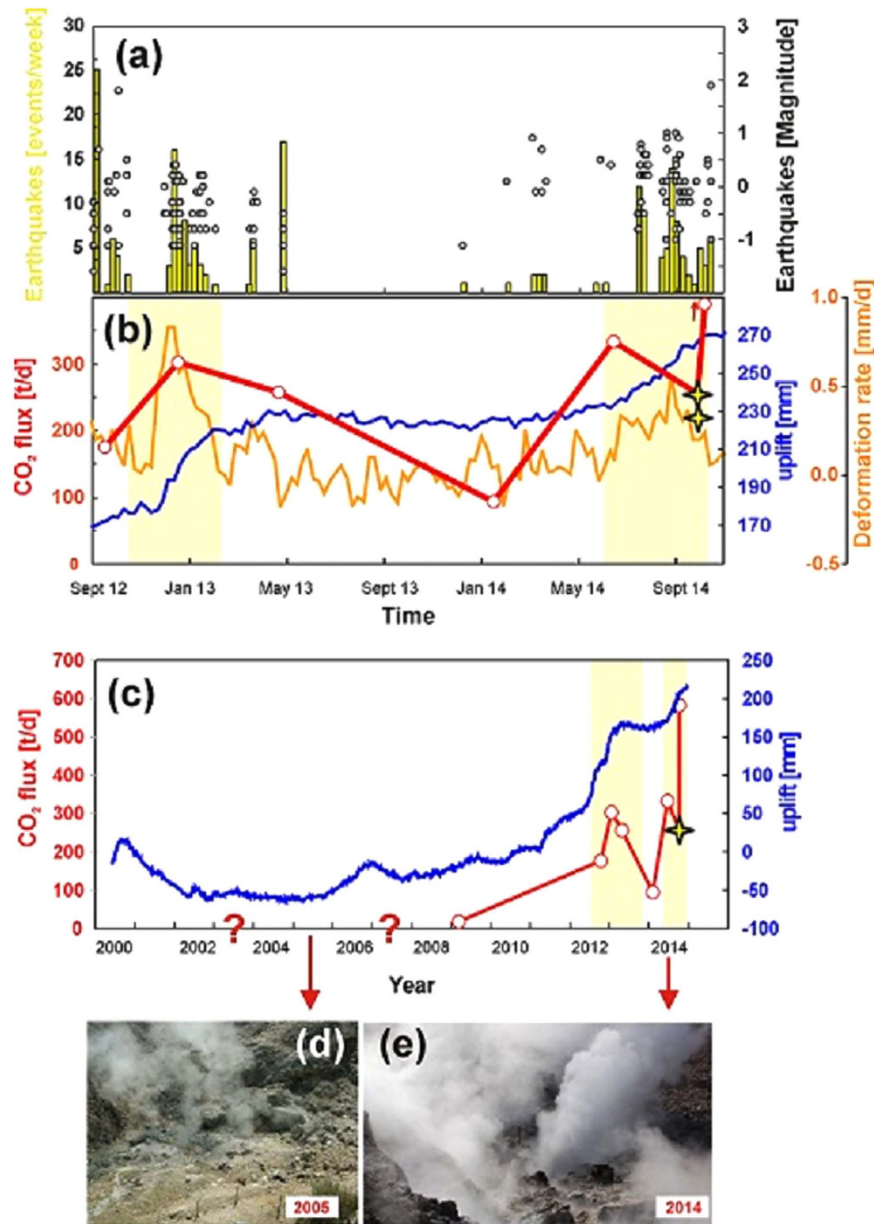 (a)
Earthquakes [events/week]
30
25
20
15
10
5
Earthquakes [Magnitude]
3
2
1
0
-1
(b)
CO₂ flux [t/d]
300
200
100
0
uplift [mm]
270
250
230
210
190
170
Deformation rate [mm/d]
1.0
0.5
0.0
-0.5
Sept 12 Jan 13 May 13 Sept 13 Jan 14 May 14 Sept 14
Time
(c)
CO₂ flux [t/d]
700
600
500
400
300
200
100
0
uplift [mm]
250
200
150
100
50
0
-50
-100
? ?
2000 2002 2004 2006 2008 2010 2012 2014
Year
(d) (e)
2005 2014